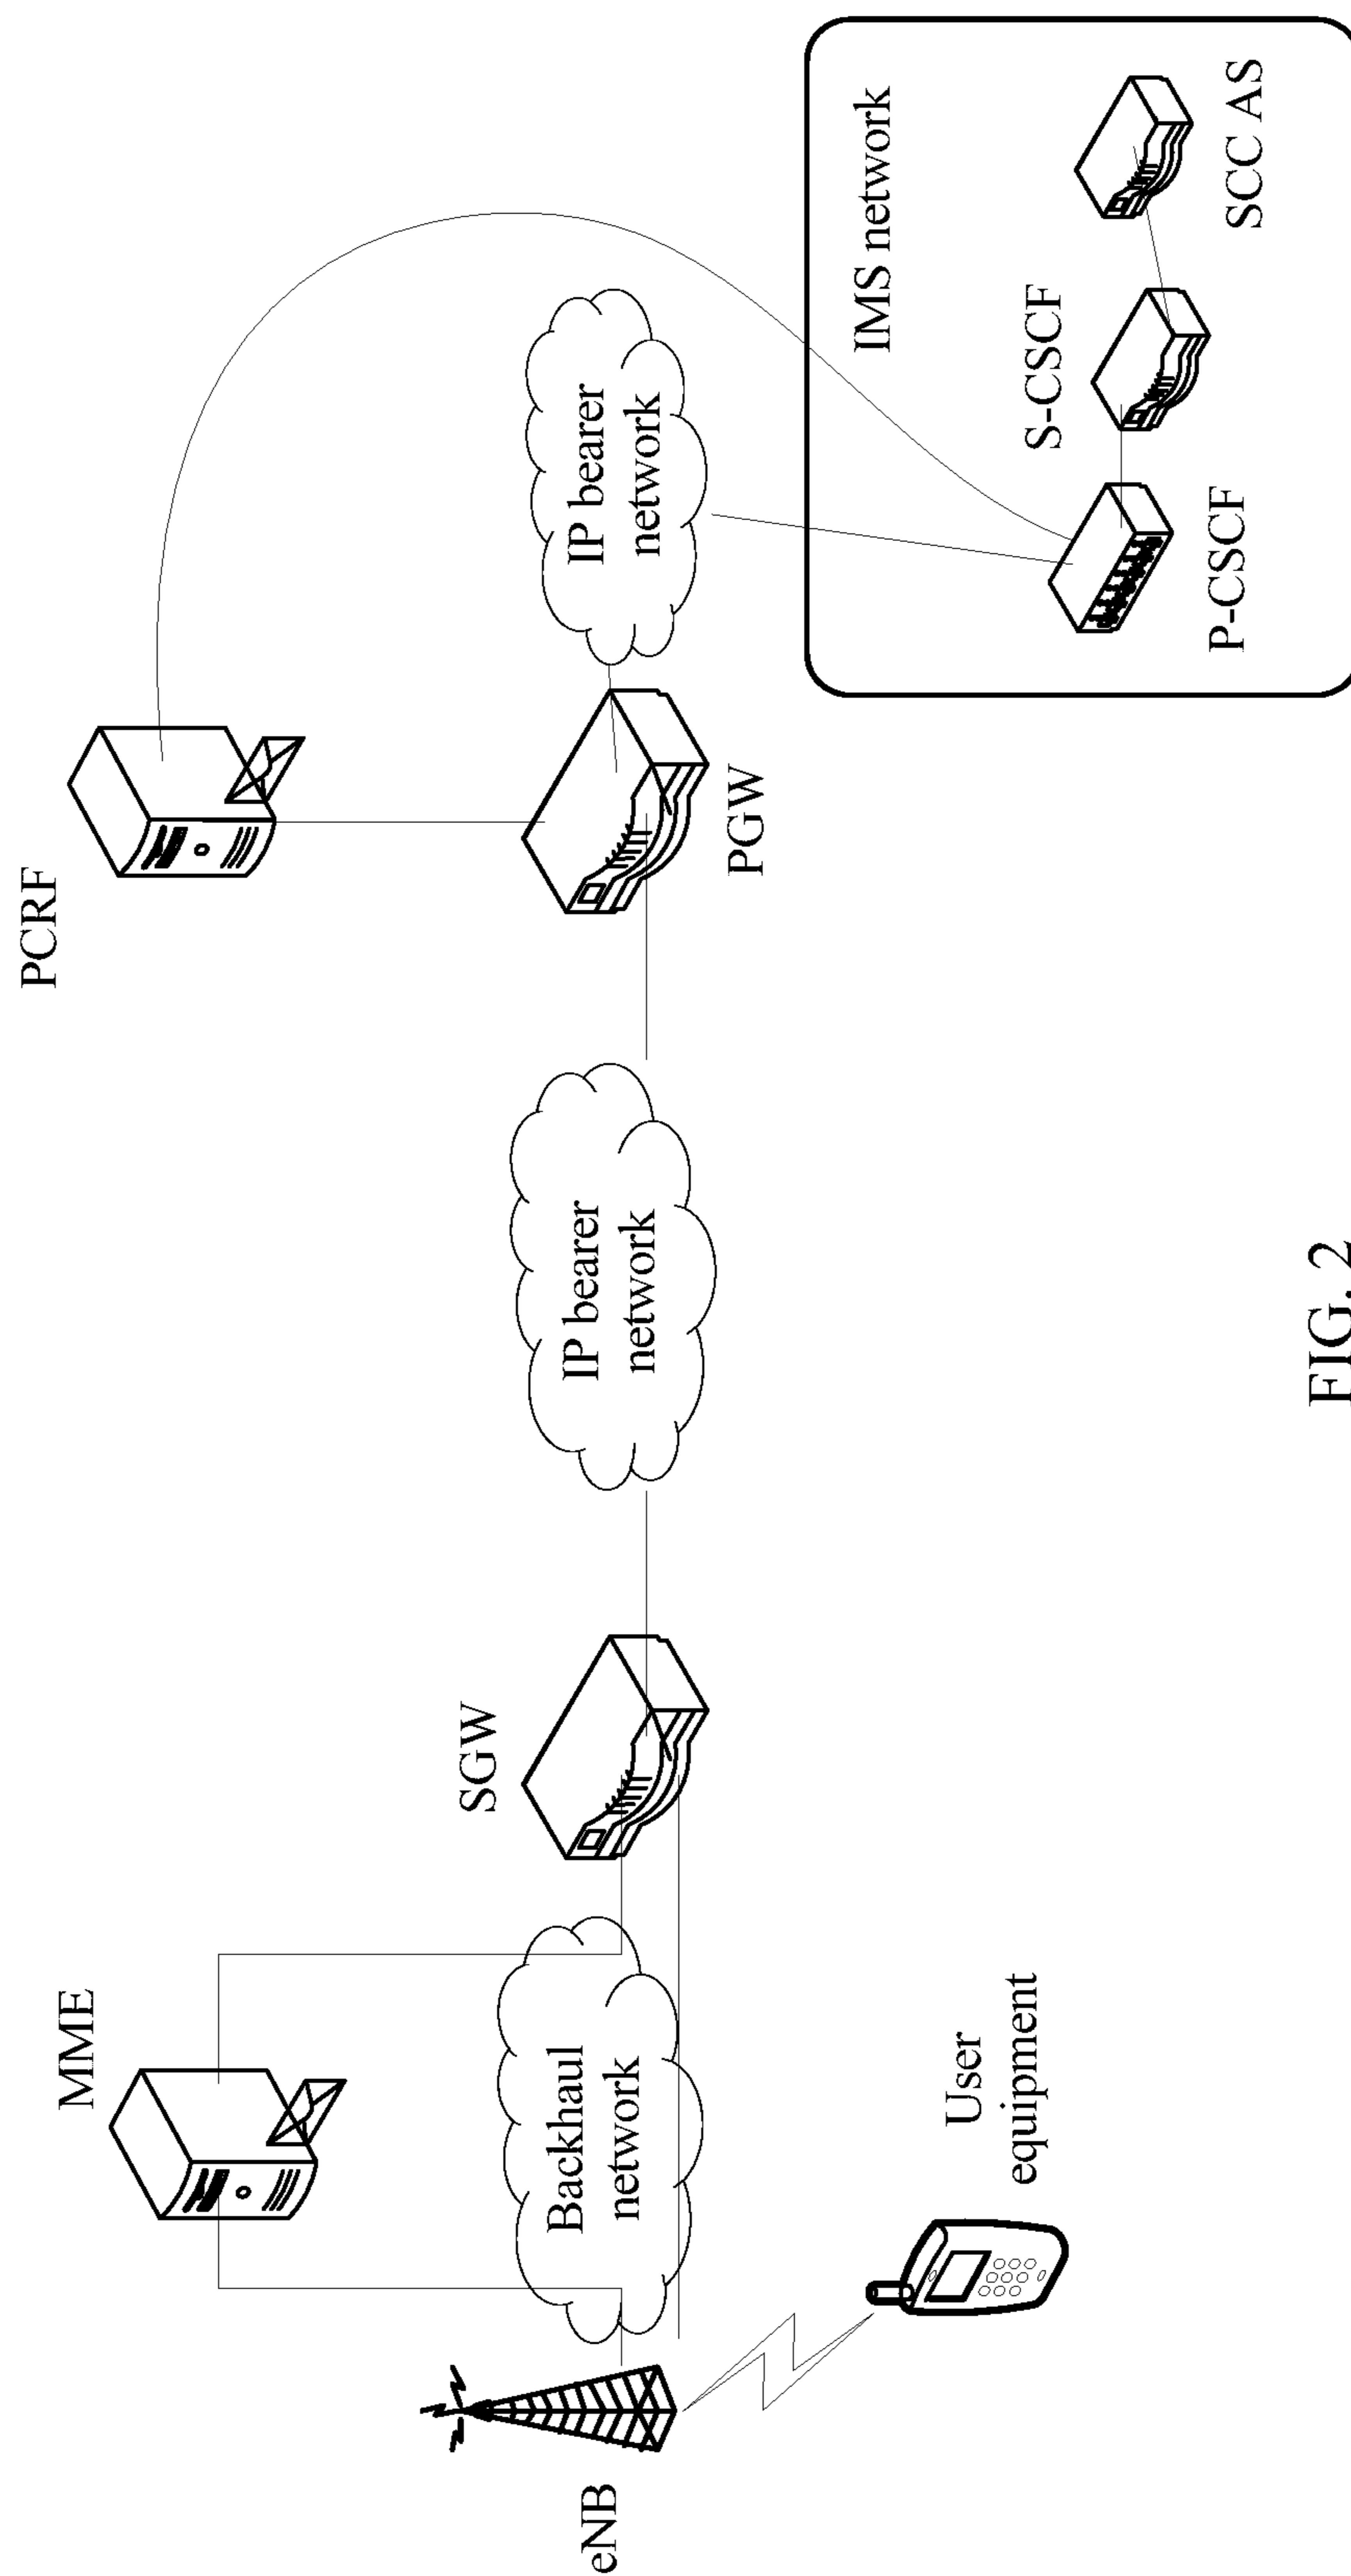 PCRF
MME
IP bearer
network
IMS network
SCC AS
S-CSCF
P-CSCF
PGW
IP bearer
network
SGW
Backhaul
network
eNB
User
equipment
FIG. 2